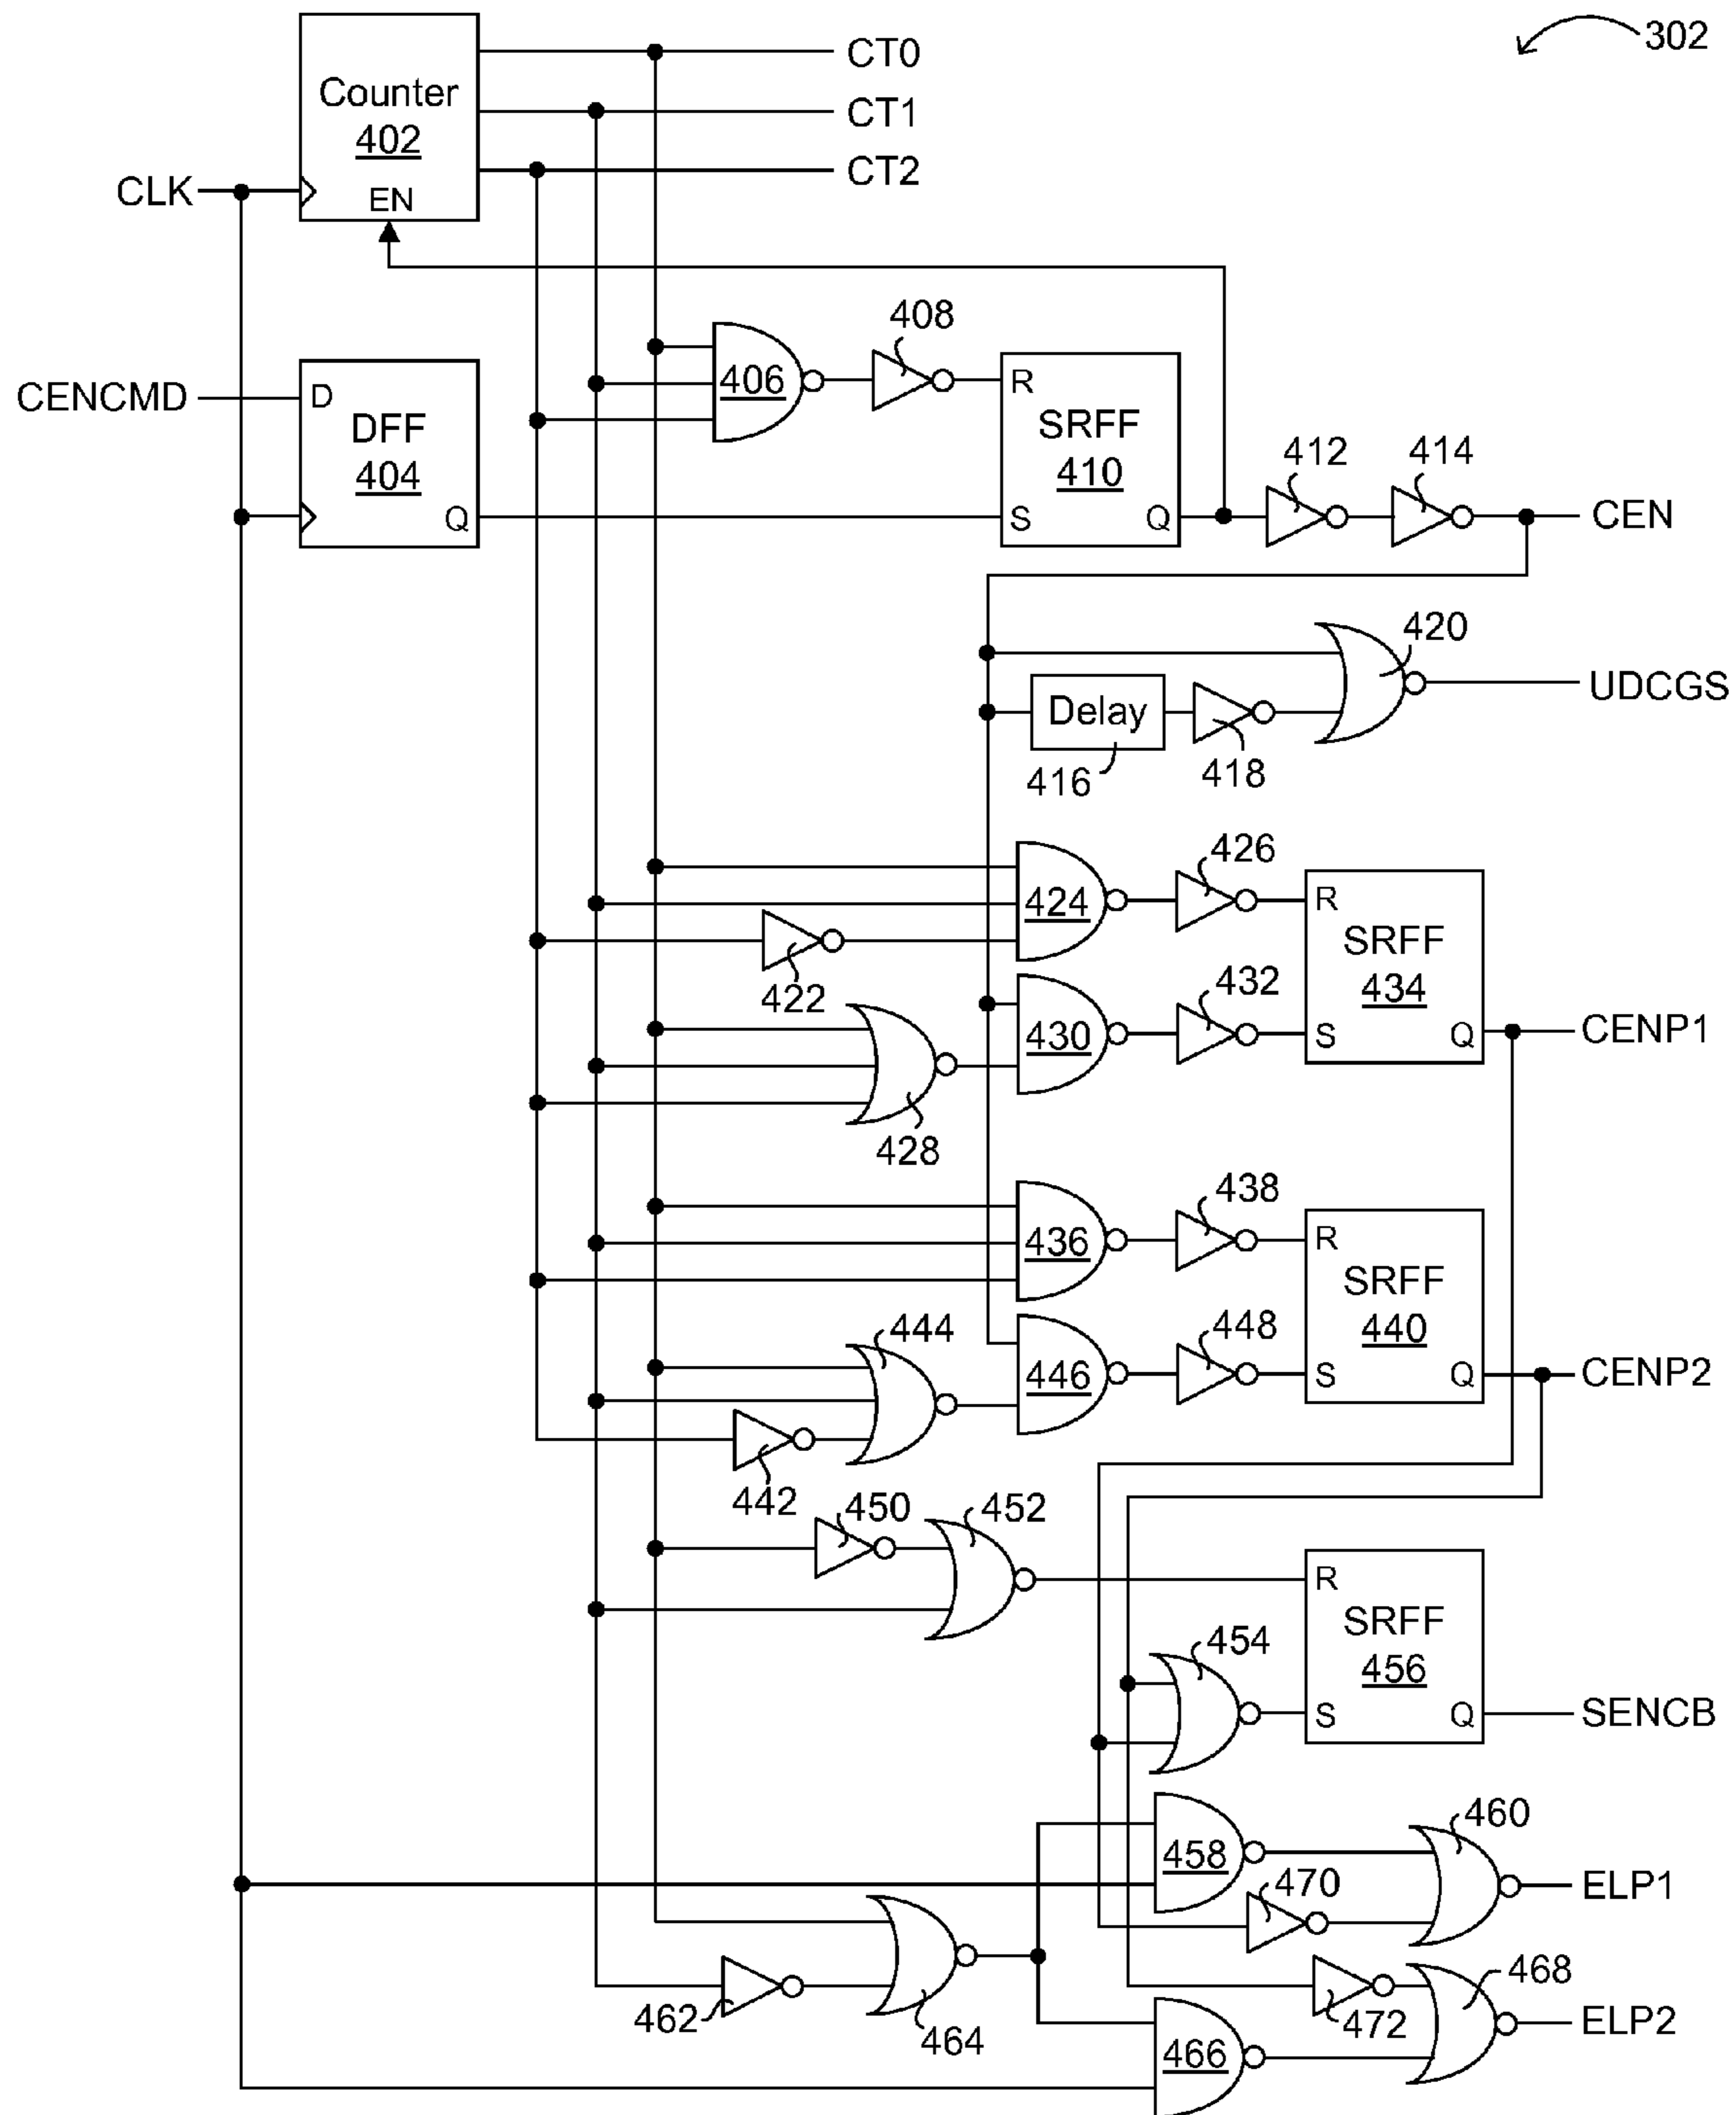 302
CT0
Counter
402
CT1
CT2
CLK
EN
408
CENCMD
D
DFF
404
Q
406
R
SRFF
410
S
Q
412
414
CEN
420
UDCGS
Delay
416
418
426
424
R
SRFF
434
422
432
430
S
Q
CENP1
428
438
436
R
SRFF
440
444
448
446
S
Q
CENP2
442
450
452
R
SRFF
456
454
S
Q
SENCB
458
460
470
ELP1
462
464
466
472
468
ELP2